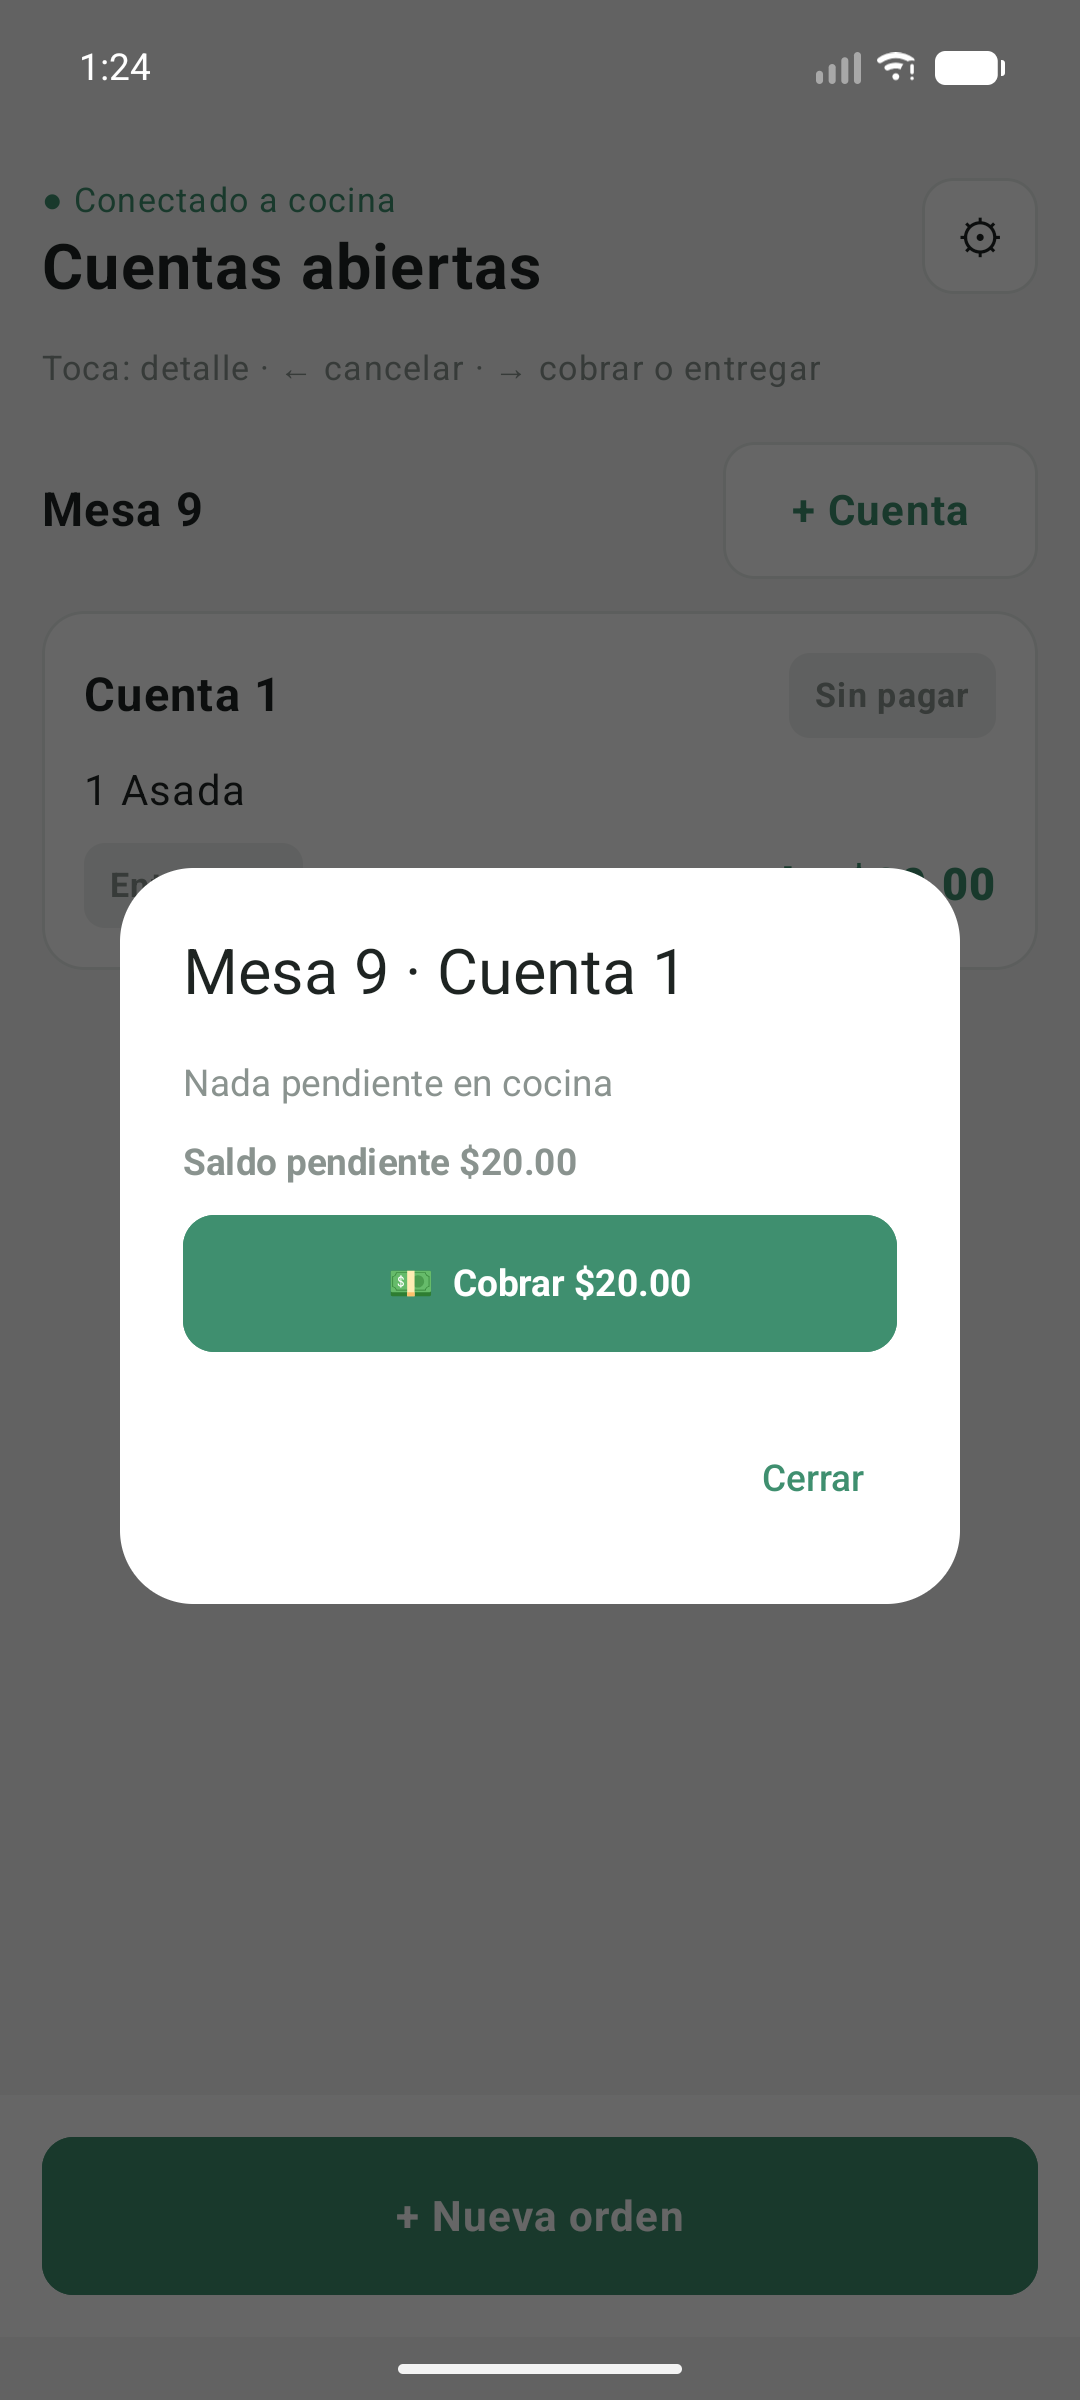 1:24
● Conectado a cocina
Cuentas abiertas
Toca: detalle · ← cancelar · → cobrar o entregar
Mesa 9
+ Cuenta
Cuenta 1
Sin pagar
1 Asada
00
Mesa 9 · Cuenta 1
Nada pendiente en cocina
Saldo pendiente $20.00
Cobrar $20.00
Cerrar
+ Nueva orden